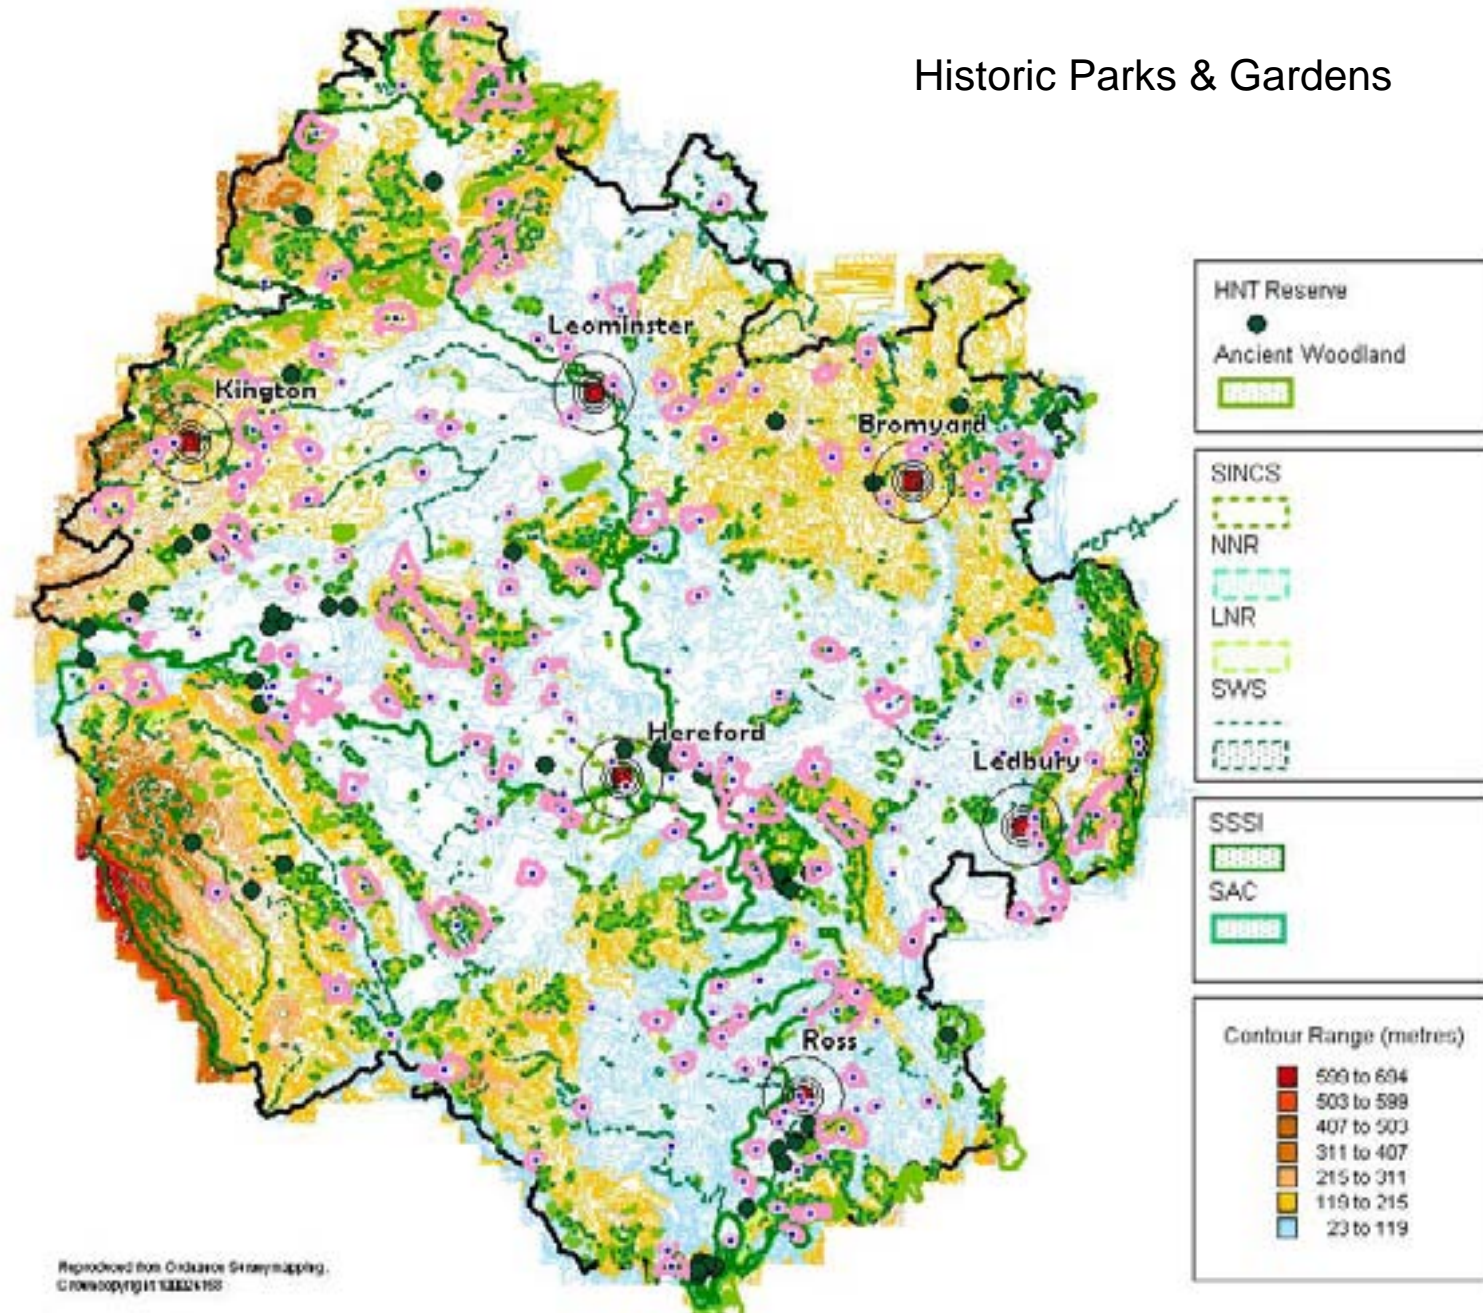 Historic Parks & Gardens
Leominster
Kington
Bromyard
Hereford
Ledbury
Ross
HNT Reserve
Ancient Woodland
SINCS
NNR
LNR
SWS
SSSI
SAC
Contour Range (metres)
599 to 694
503 to 599
407 to 503
311 to 407
215 to 311
119 to 215
23 to 119
Reproduced from Ordnance Survey mapping.
Crown copyright